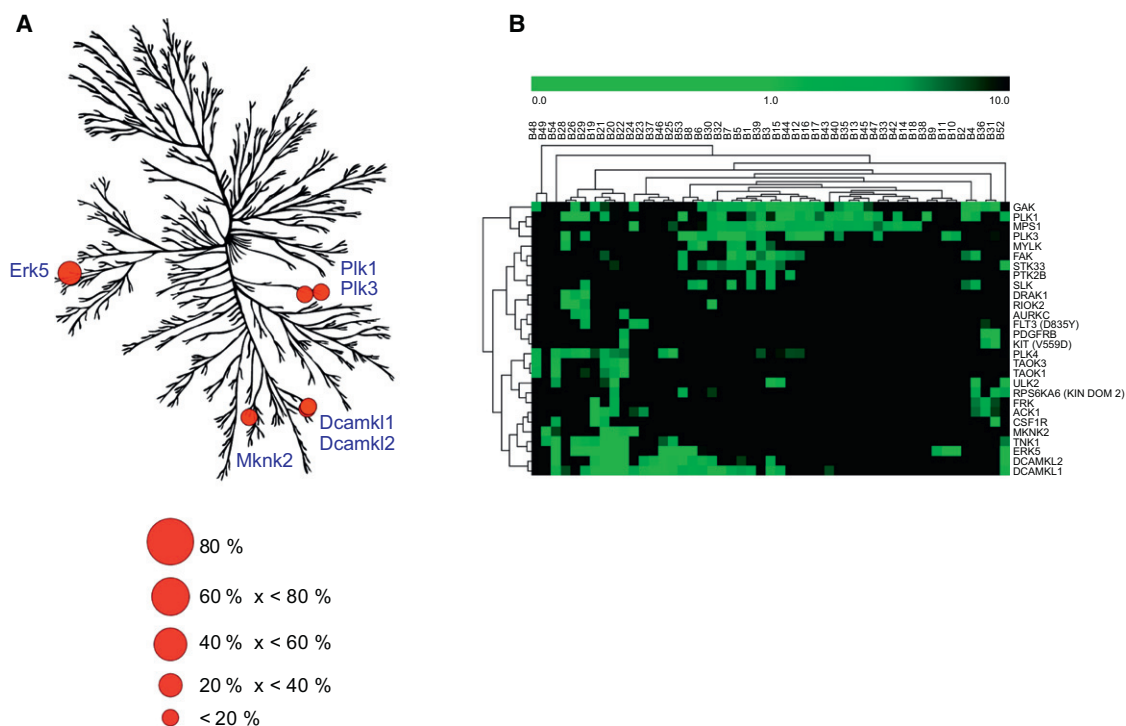 A
Erk5
Plk1
Plk3
Dcamkl1
Dcamkl2
Mknk2
80 %
60 % x < 80 %
40 % x < 60 %
20 % x < 40 %
< 20 %
B
0.0 1.0 10.0
B48
B49
B54
B28
B26
B29
B19
B21
B20
B22
B24
B23
B37
B46
B25
B53
B8
B6
B30
B32
B7
B5
B1
B39
B3
B15
B44
B12
B16
B17
B43
B40
B35
B13
B45
B47
B33
B42
B14
B18
B38
B9
B11
B10
B2
B4
B36
B31
B52
GAK
PLK1
MPS1
PLK3
MYLK
FAK
STK33
PTK2B
SLK
DRAK1
RIOK2
AURKC
FLT3 (D835Y)
PDGFRB
KIT (V559D)
PLK4
TAOK3
TAOK1
ULK2
RPS6KA6 (KIN DOM 2)
FRK
ACK1
CSF1R
MKNK2
TNK1
ERK5
DCAMKL2
DCAMKL1